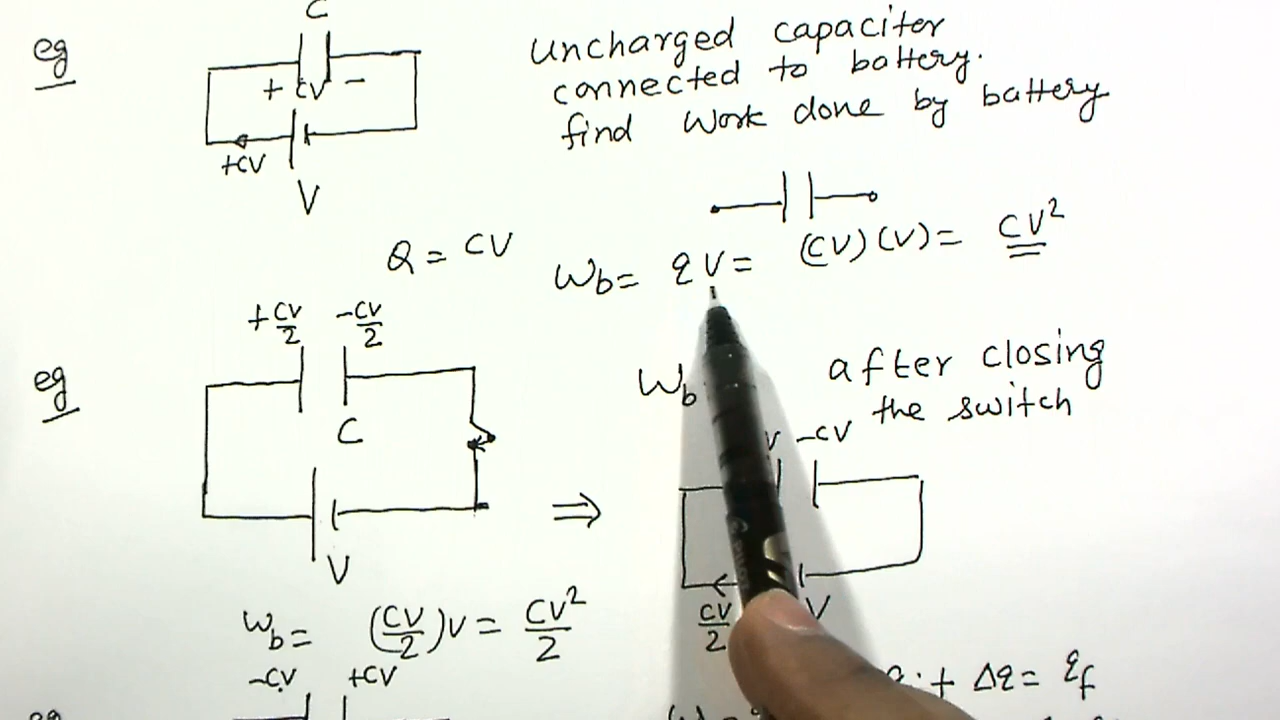 eg
C
+ CV −
+CV
V
uncharged capacitor
connected to battery.
find work done by battery
Q = CV
Wb = qV = (CV)(V) = CV²
eg
+CV/2 −CV/2
C
V
Wb after closing
the switch
V −CV
CV/2 V
Wb = (CV/2)V = CV²/2
+ Δq = qf
−CV +CV